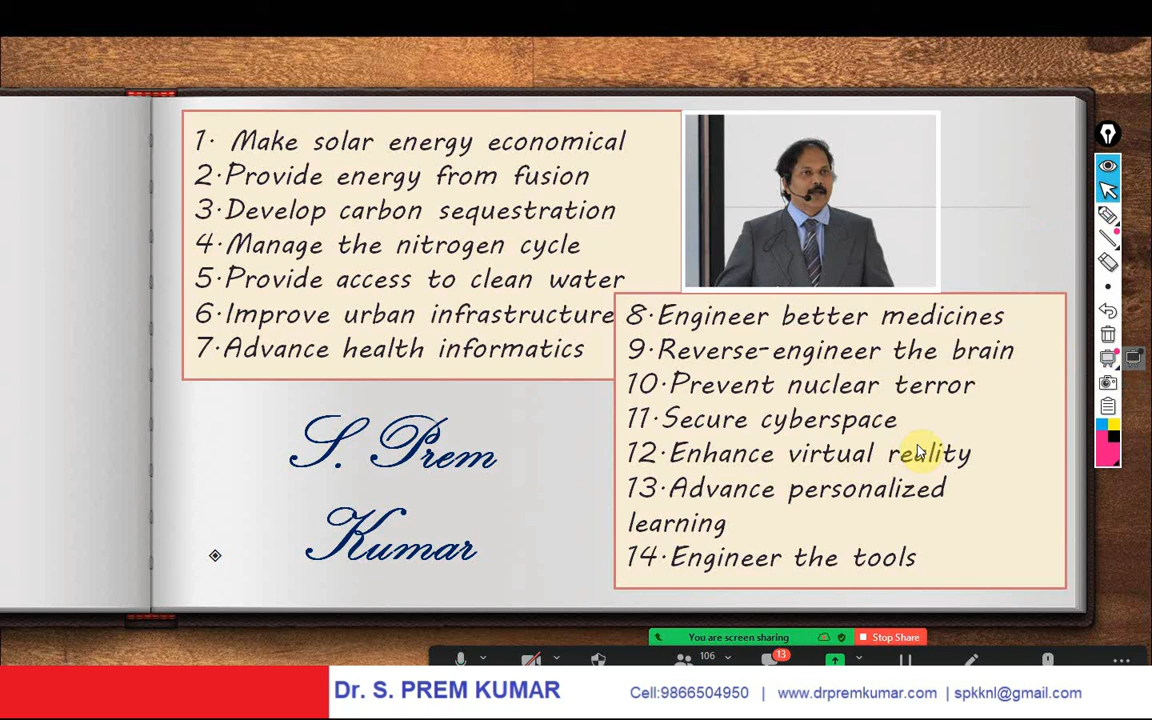 1. Make solar energy economical
2.Provide energy from fusion
3.Develop carbon sequestration
4.Manage the nitrogen cycle
5.Provide access to clean water
6.Improve urban infrastructure
7.Advance health informatics
8.Engineer better medicines
9.Reverse-engineer the brain
10.Prevent nuclear terror
11.Secure cyberspace
12.Enhance virtual reality
13.Advance personalized
learning
14.Engineer the tools
S. Prem
Kumar
You are screen sharing
Stop Share
106
13
Dr. S. PREM KUMAR
Cell:9866504950 | www.drpremkumar.com | spkknl@gmail.com